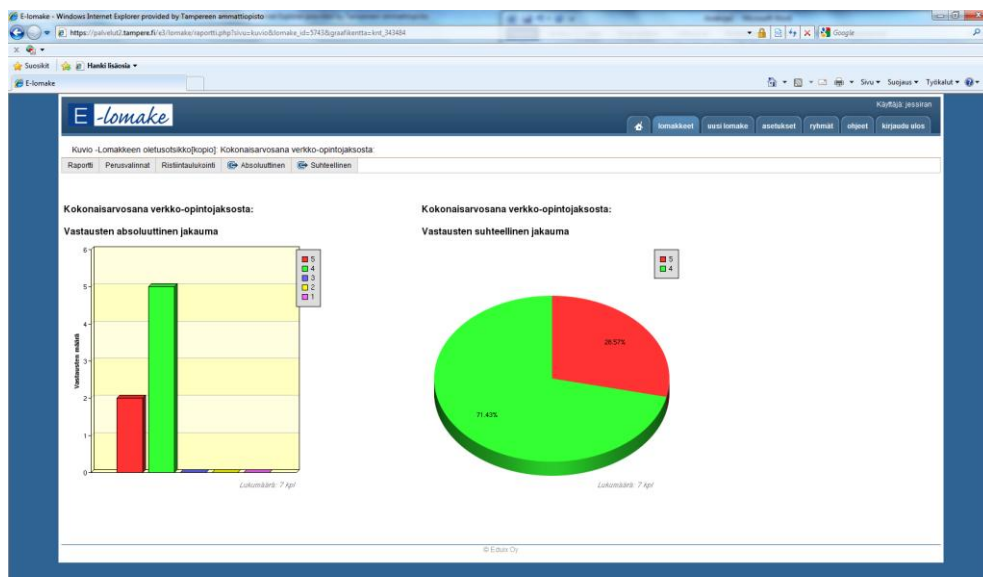 E-lomake - Windows Internet Explorer provided by Tampereen ammattiopisto
https://palvelut2.tampere.fi/e3/lomake/raportti.php?sivu=kuvio&lomake_id=5743&graafikentta=knt_343484
Google
Suosikit
Hanki lisäosia
E-lomake
Sivu Suojaus Työkalut
Käyttäjä: jessiran
E-lomake
lomakkeet uusi lomake asetukset ryhmät ohjeet kirjaudu ulos
Kuvio -Lomakkeen oletusotsikko[kopio]: Kokonaisarvosana verkko-opintojaksosta:
Raportti Perusvalinnat Ristiintaulukointi Absoluuttinen Suhteellinen
Kokonaisarvosana verkko-opintojaksosta:
Vastausten absoluuttinen jakauma
6
5
4
3
2
1
0
Vastausten määrä
5
4
3
2
1
Lukumäärä: 7 kpl
Kokonaisarvosana verkko-opintojaksosta:
Vastausten suhteellinen jakauma
5
4
28.57%
71.43%
Lukumäärä: 7 kpl
© Eduix Oy